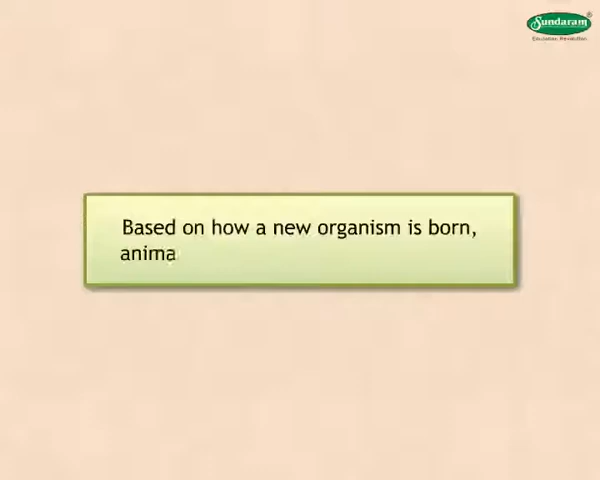 Sundaram
Based on how a new organism is born,
anima